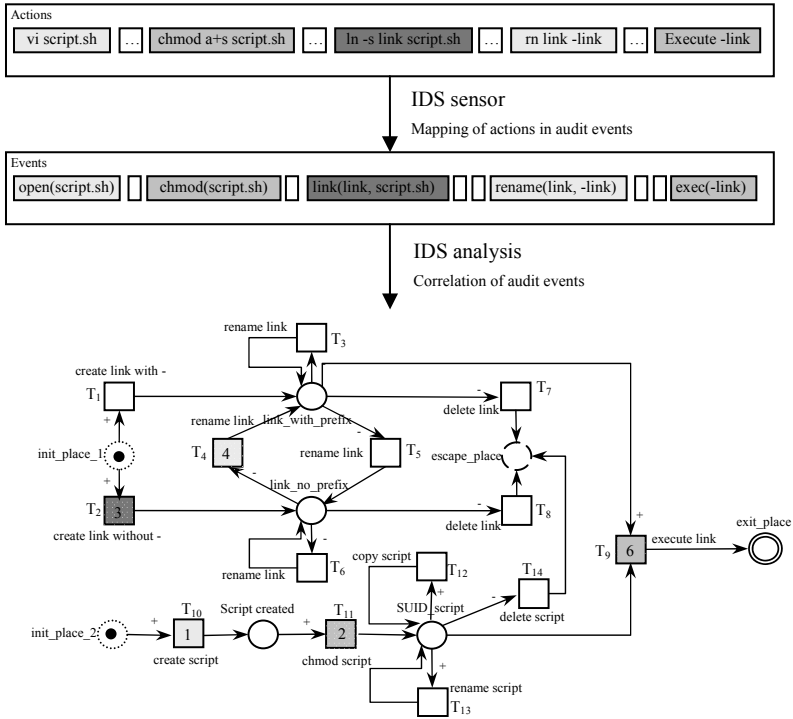 Actions
vi script.sh … chmod a+s script.sh … ln -s link script.sh … rn link -link … Execute -link
IDS sensor
Mapping of actions in audit events
Events
open(script.sh) chmod(script.sh) link(link, script.sh) rename(link, -link) exec(-link)
IDS analysis
Correlation of audit events
rename link
T3
create link with -
T1
T7
-
delete link
rename link
link_with_prefix
+
-
init_place_1
T4
4
rename link
T5
escape_place
+
-
link_no_prefix
T2
3
-
T8
create link without -
delete link
+
exit_place
-
copy script
T9
6
execute link
rename link
T6
T12
T14
+
-
SUID_script
delete script
T10
Script created
T11
init_place_2
+
1
+
2
create script
chmod script
+
rename script
T13